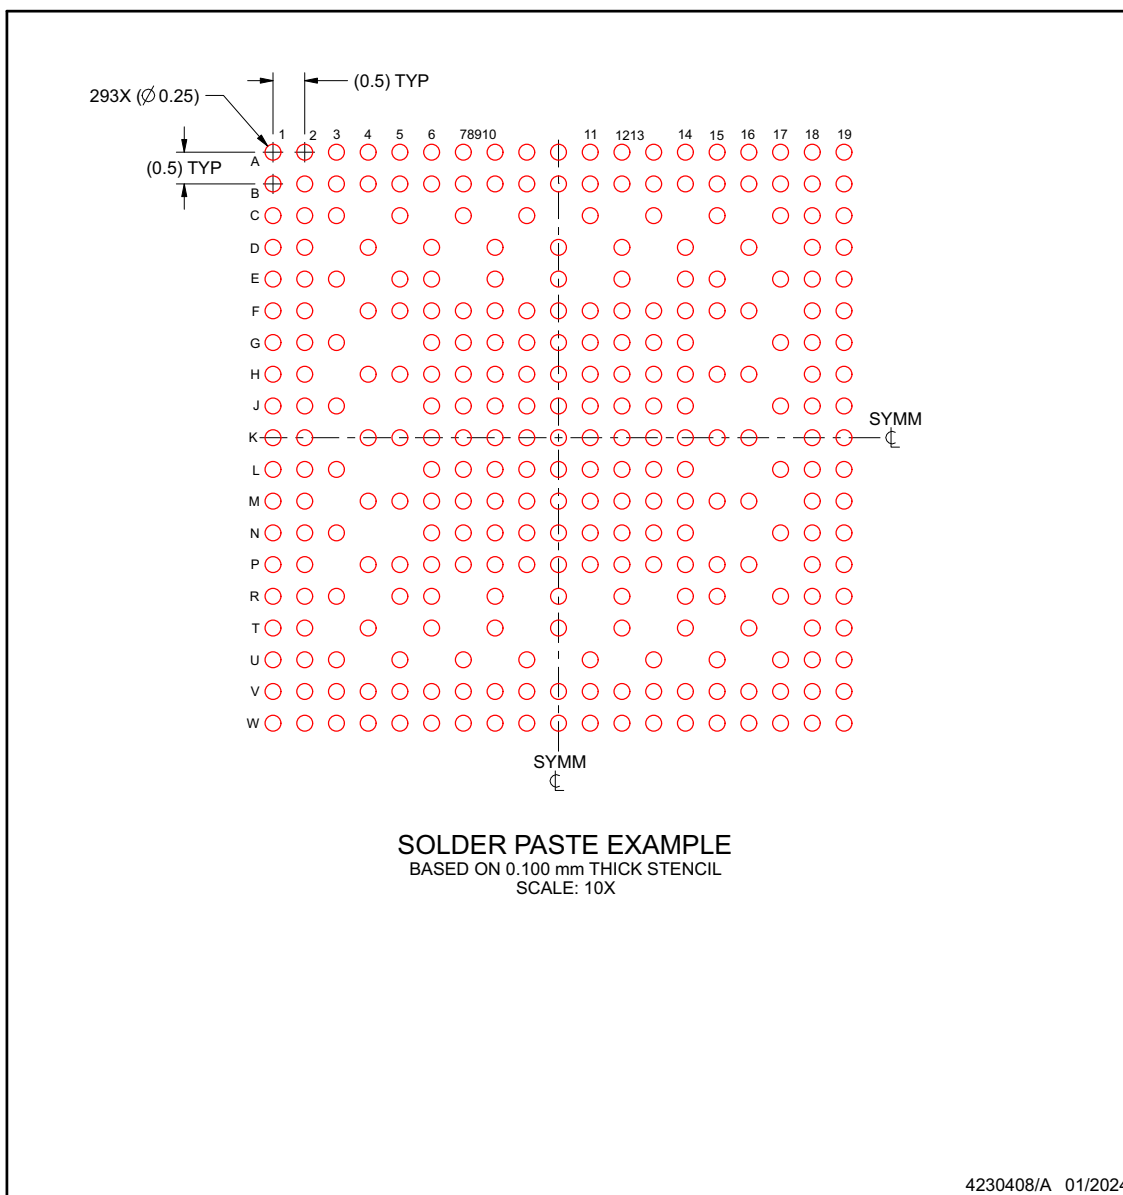 (0.5) TYP
293X (∅ 0.25)
1 2 3 4 5 6 78910 11 1213 14 15 16 17 18 19
A
(0.5) TYP
B
C
D
E
F
G
H
J
SYMM
K
℄
L
M
N
P
R
T
U
V
W
SYMM
℄
SOLDER PASTE EXAMPLE
BASED ON 0.100 mm THICK STENCIL
SCALE: 10X
4230408/A 01/2024